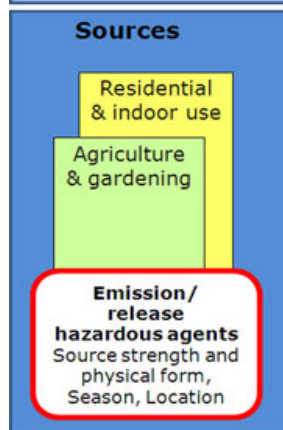 Sources
Residential
& indoor use
Agriculture
& gardening
Emission/
release
hazardous agents
Source strength and
physical form,
Season, Location